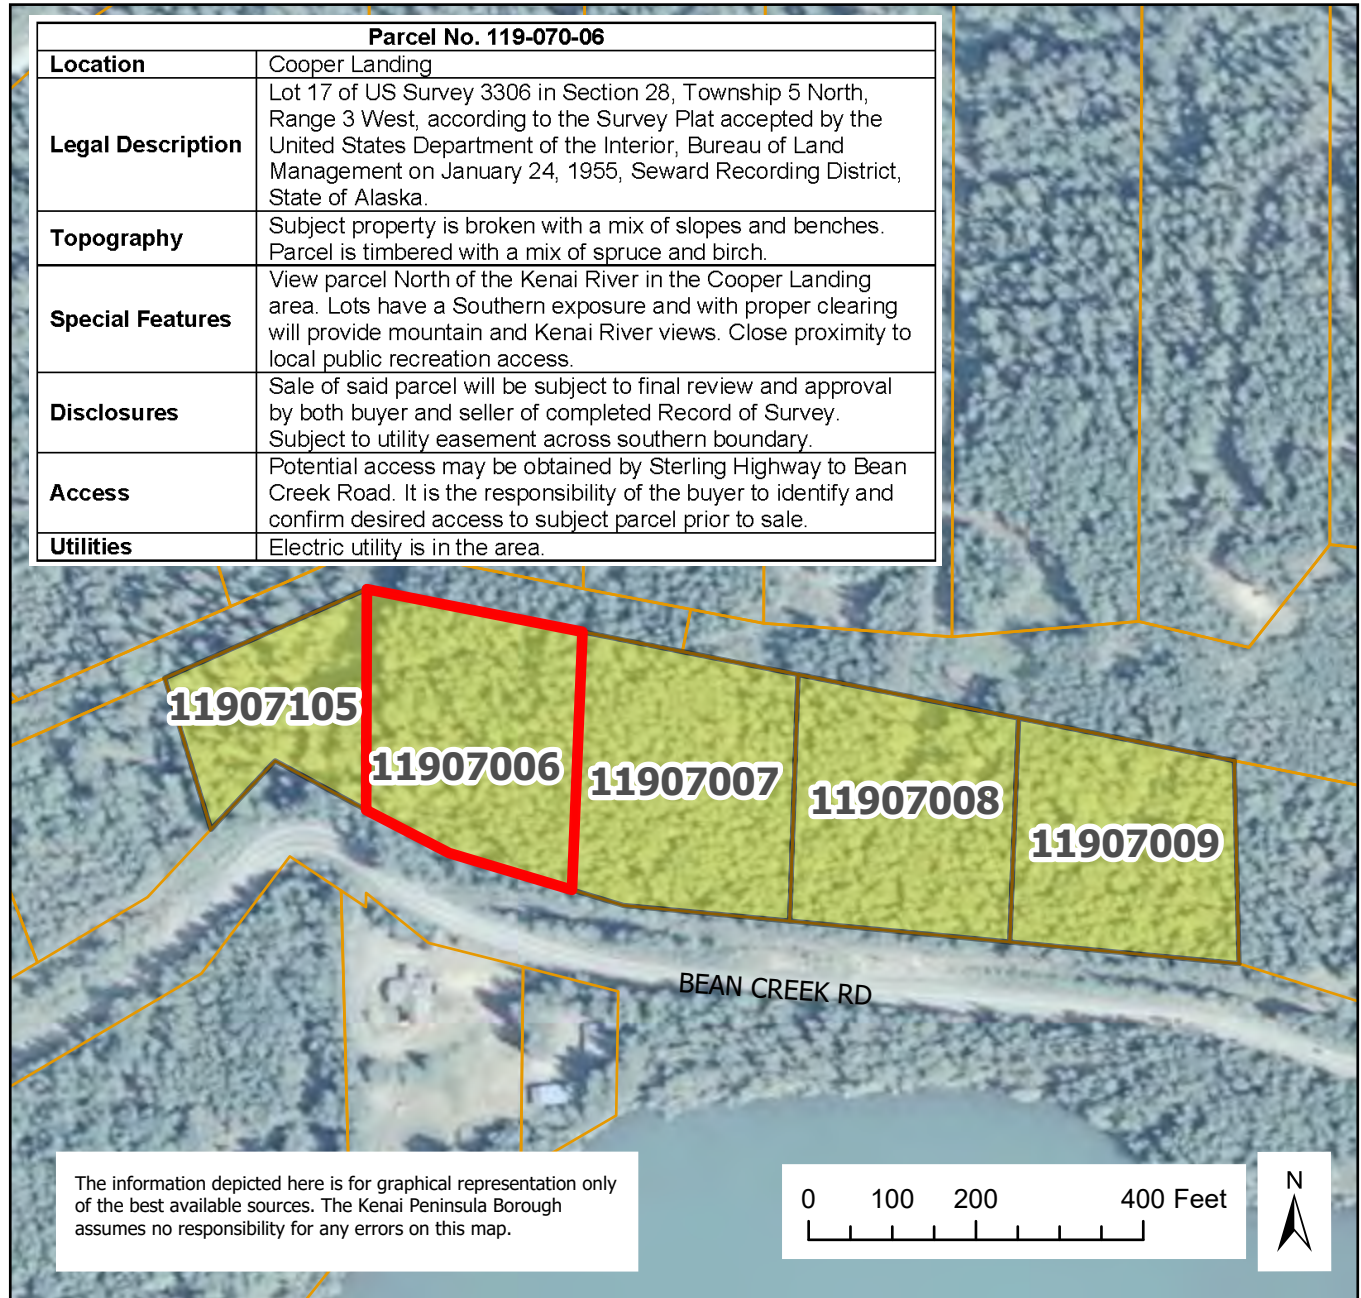 Parcel No. 119-070-06
Location
Cooper Landing
Legal Description
Lot 17 of US Survey 3306 in Section 28, Township 5 North,
Range 3 West, according to the Survey Plat accepted by the
United States Department of the Interior, Bureau of Land
Management on January 24, 1955, Seward Recording District,
State of Alaska.
Topography
Subject property is broken with a mix of slopes and benches.
Parcel is timbered with a mix of spruce and birch.
Special Features
View parcel North of the Kenai River in the Cooper Landing
area. Lots have a Southern exposure and with proper clearing
will provide mountain and Kenai River views. Close proximity to
local public recreation access.
Disclosures
Sale of said parcel will be subject to final review and approval
by both buyer and seller of completed Record of Survey.
Subject to utility easement across southern boundary.
Access
Potential access may be obtained by Sterling Highway to Bean
Creek Road. It is the responsibility of the buyer to identify and
confirm desired access to subject parcel prior to sale.
Utilities
Electric utility is in the area.
11907105
11907006
11907007
11907008
11907009
BEAN CREEK RD
The information depicted here is for graphical representation only
of the best available sources. The Kenai Peninsula Borough
assumes no responsibility for any errors on this map.
0 100 200 400 Feet
N